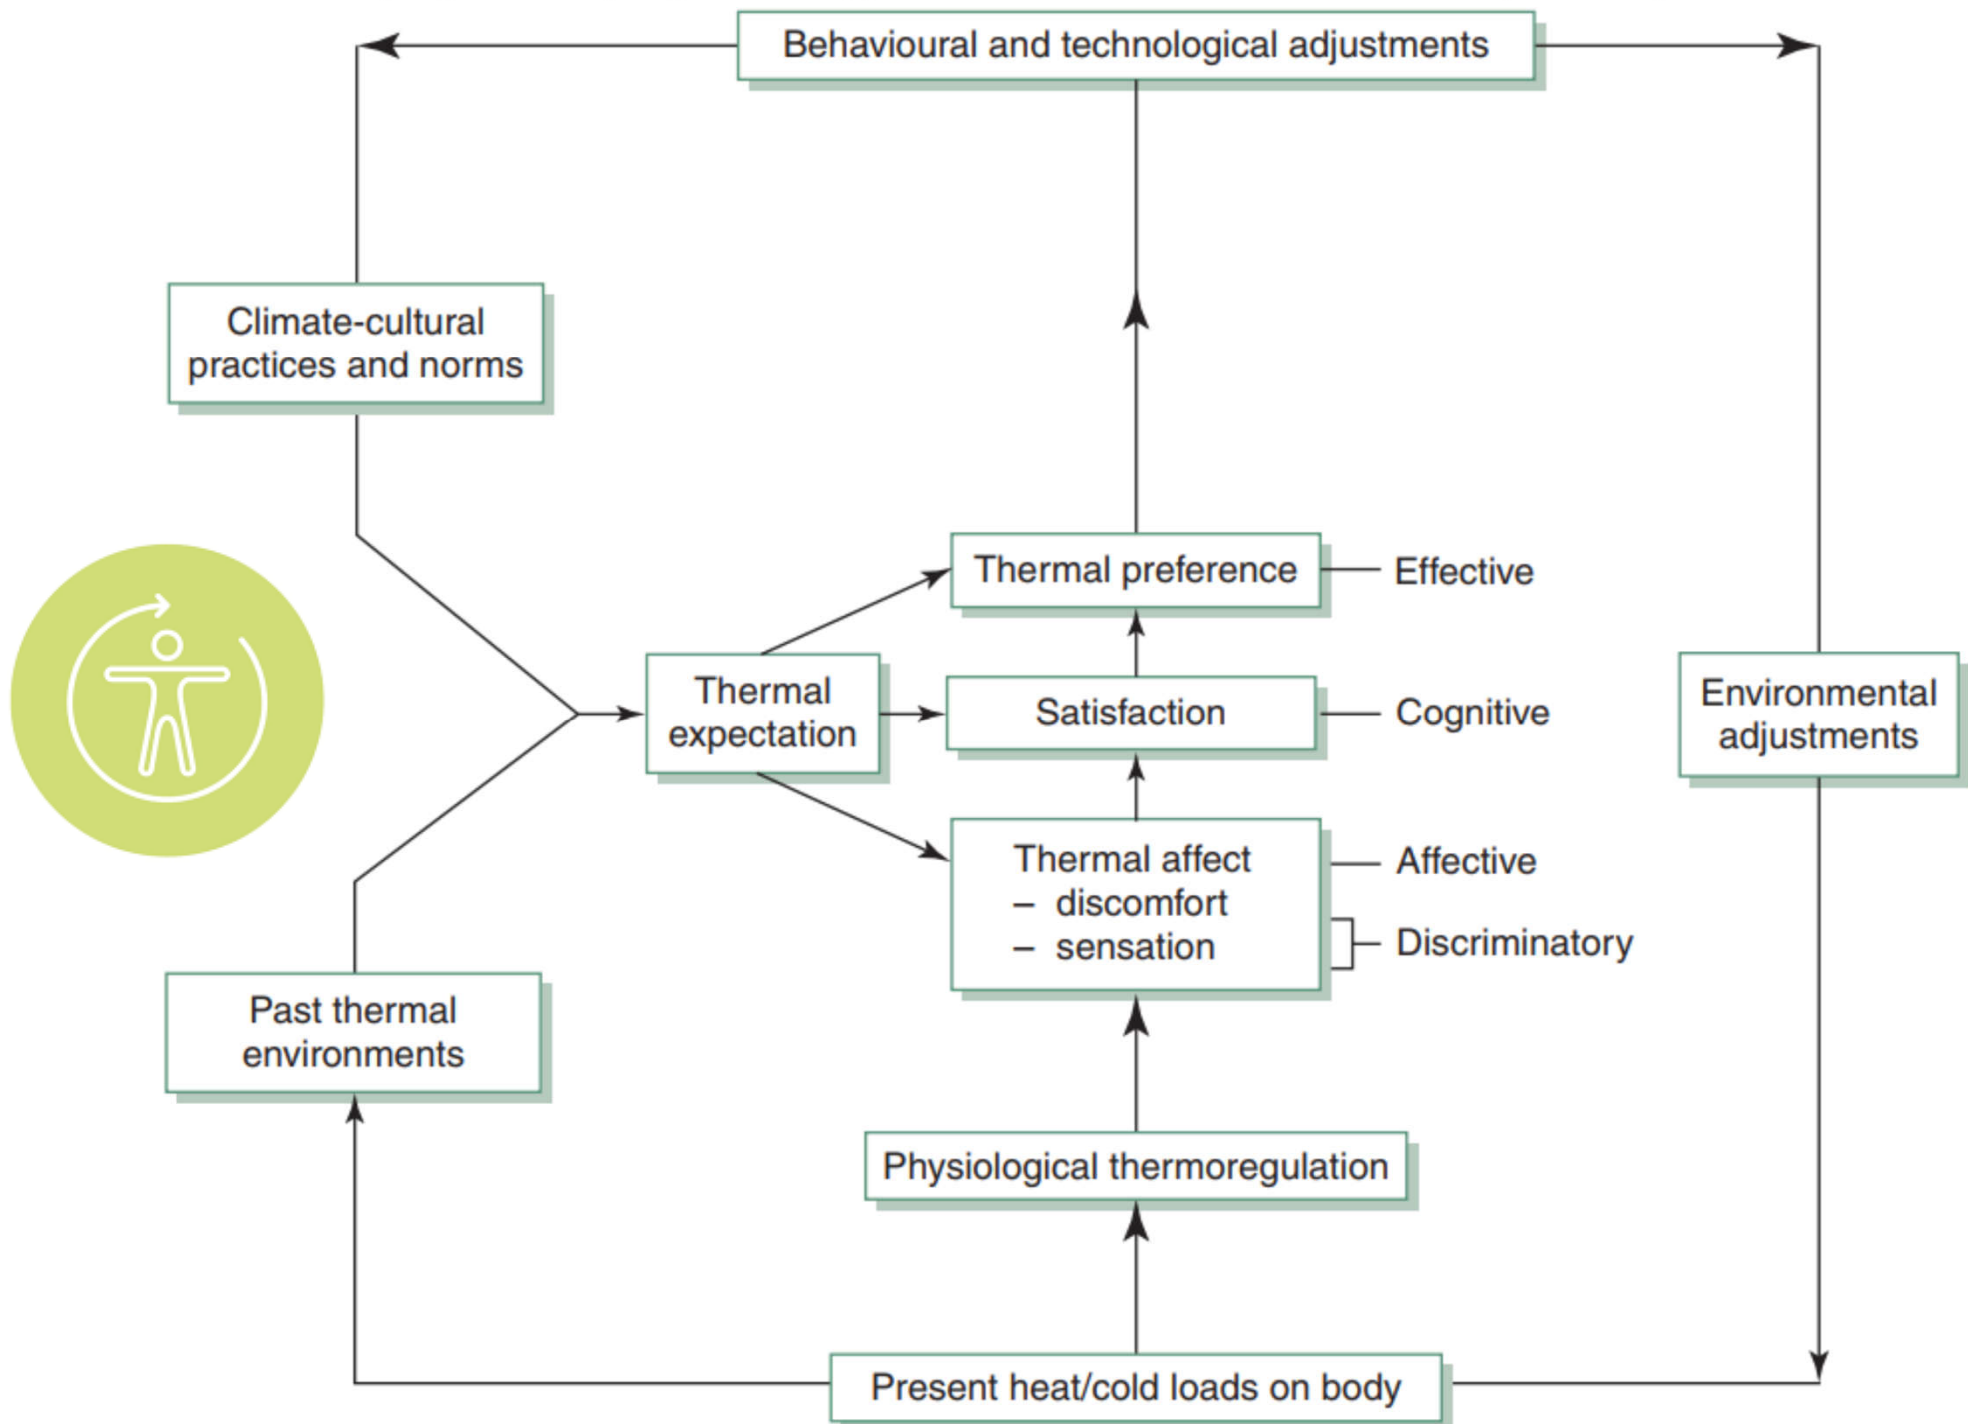 Behavioural and technological adjustments
Climate-cultural
practices and norms
Thermal preference
Effective
Thermal
expectation
Satisfaction
Cognitive
Environmental
adjustments
Thermal affect
– discomfort
– sensation
Affective
Discriminatory
Past thermal
environments
Physiological thermoregulation
Present heat/cold loads on body